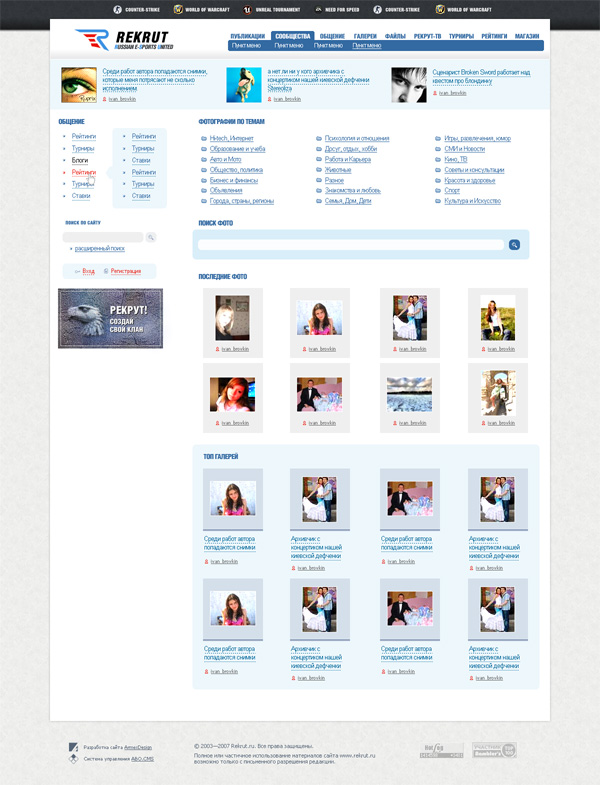 COUNTER-STRIKE WORLD OF WARCRAFT UNREAL TOURNAMENT NEED FOR SPEED COUNTER-STRIKE WORLD OF WARCRAFT
REKRUT
RUSSIAN E-SPORTS UNITED
ПУБЛИКАЦИИ СООБЩЕСТВА ОБЩЕНИЕ ГАЛЕРЕИ ФАЙЛЫ РЕКРУТ-ТВ ТУРНИРЫ РЕЙТИНГИ МАГАЗИН
Пункт меню Пункт меню Пункт меню Пункт меню
Среди работ автора попадаются снимки,
которые меня потрясают не сколько
исполнением
ivan_brovkin
а нет ли ни у кого архивчика с
концертиком нашей киевской дефченки
Stereoliza
ivan_brovkin
Сценарист Broken Sword работает над
квестом про блондинку
ivan_brovkin
ОБЩЕНИЕ
Рейтинги Рейтинги
Турниры Турниры
Блоги Ставки
Рейтинги Рейтинги
Турниры Турниры
Ставки Ставки
ПОИСК ПО САЙТУ
расширенный поиск
Вход Регистрация
РЕКРУТ!
СОЗДАЙ
СВОЙ КЛАН
ФОТОГРАФИИ ПО ТЕМАМ
Hi-tech, Интернет Психология и отношения Игры, развлечения, юмор
Образование и учеба Досуг, отдых, хобби СМИ и Новости
Авто и Мото Работа и Карьера Кино, ТВ
Общество, политика Животные Советы и консультации
Бизнес и финансы Разное Красота и здоровье
Объявления Знакомства и любовь Спорт
Города, страны, регионы Семья, Дом, Дети Культура и Искусство
ПОИСК ФОТО
ПОСЛЕДНИЕ ФОТО
ivan_brovkin ivan_brovkin ivan_brovkin ivan_brovkin
ivan_brovkin ivan_brovkin ivan_brovkin ivan_brovkin
ТОП ГАЛЕРЕЙ
Среди работ автора Архивчик с Среди работ автора Архивчик с
попадаются снимки концертиком нашей попадаются снимки концертиком нашей
киевской дефченки киевской дефченки
ivan_brovkin ivan_brovkin ivan_brovkin ivan_brovkin
Среди работ автора Архивчик с Среди работ автора Архивчик с
попадаются снимки концертиком нашей попадаются снимки концертиком нашей
киевской дефченки киевской дефченки
ivan_brovkin ivan_brovkin ivan_brovkin ivan_brovkin
Разработка сайта ArmexDesign
Система управления ABO.CMS
© 2003—2007 Rekrut.ru. Все права защищены.
Полное или частичное использование материалов сайта www.rekrut.ru
возможно только с письменного разрешения редакции.